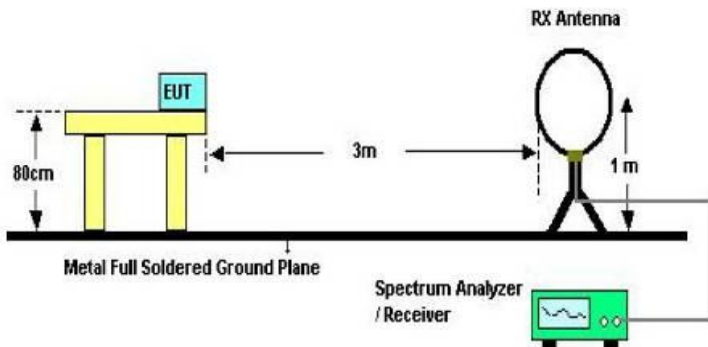 RX Antenna
EUT
3m
80cm
1 m
Metal Full Soldered Ground Plane
Spectrum Analyzer
/ Receiver